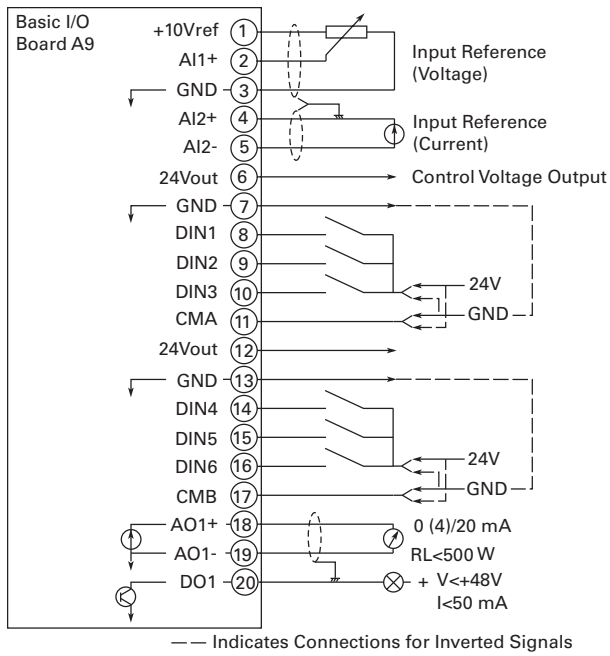 Basic I/O
Board A9
+10Vref 1
AI1+ 2
GND 3
Input Reference
(Voltage)
AI2+ 4
AI2- 5
Input Reference
(Current)
24Vout 6 Control Voltage Output
GND 7
DIN1 8
DIN2 9
DIN3 10 24V
CMA 11 GND
24Vout 12
GND 13
DIN4 14
DIN5 15
DIN6 16 24V
CMB 17 GND
AO1+ 18 0 (4)/20 mA
AO1- 19 RL<500 W
DO1 20 + V<+48V
I<50 mA
Indicates Connections for Inverted Signals